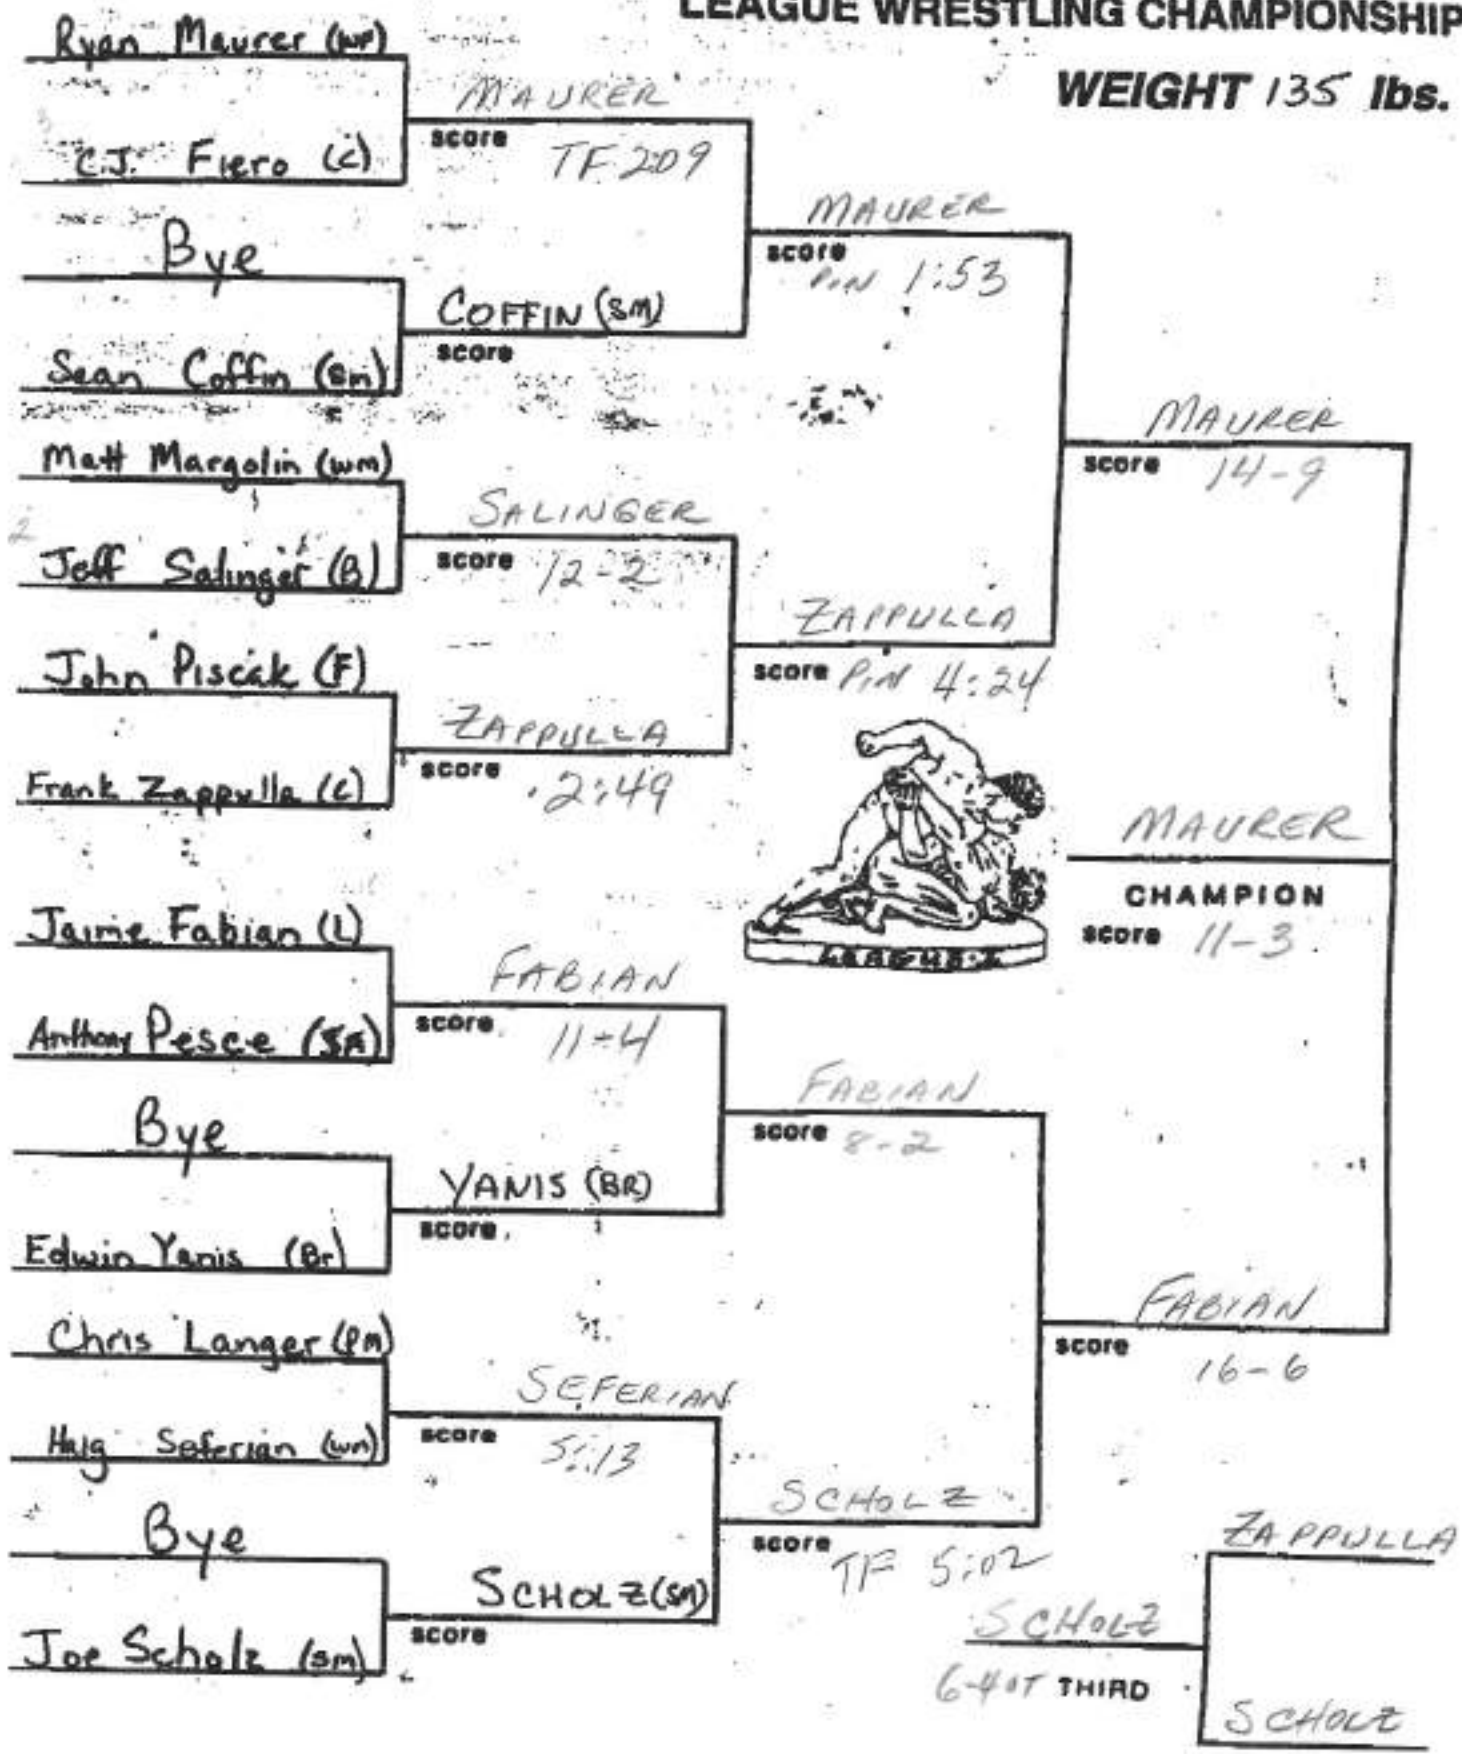 LEAGUE WRESTLING CHAMPIONSHIP
WEIGHT 135 lbs.
Ryan Maurer (WP)
MAURER
score TF 2:09
C.J. Fiero (C)
MAURER
score Pin 1:53
Bye
COFFIN (SM)
score
Sean Coffin (Sm)
MAURER
score 14-9
Matt Margolin (wm)
SALINGER
score 12-2
Jeff Salinger (B)
ZAPPULLA
score Pin 4:24
John Piscak (F)
ZAPPULLA
score 2:49
Frank Zappulla (C)
MAURER
CHAMPION
score 11-3
LEAGUE-I
Jaime Fabian (L)
FABIAN
score 11-4
Anthony Pesce (SA)
FABIAN
score 8-2
Bye
YANIS (BR)
score
Edwin Yanis (Br)
FABIAN
score 16-6
Chris Langer (PM)
SEFERIAN
score 5:13
Haig Seferian (wm)
SCHOLZ
score TF 5:02
Bye
SCHOLZ (SM)
score
Joe Scholz (sm)
ZAPPULLA
SCHOLZ
6-4 OT THIRD
SCHOLZ